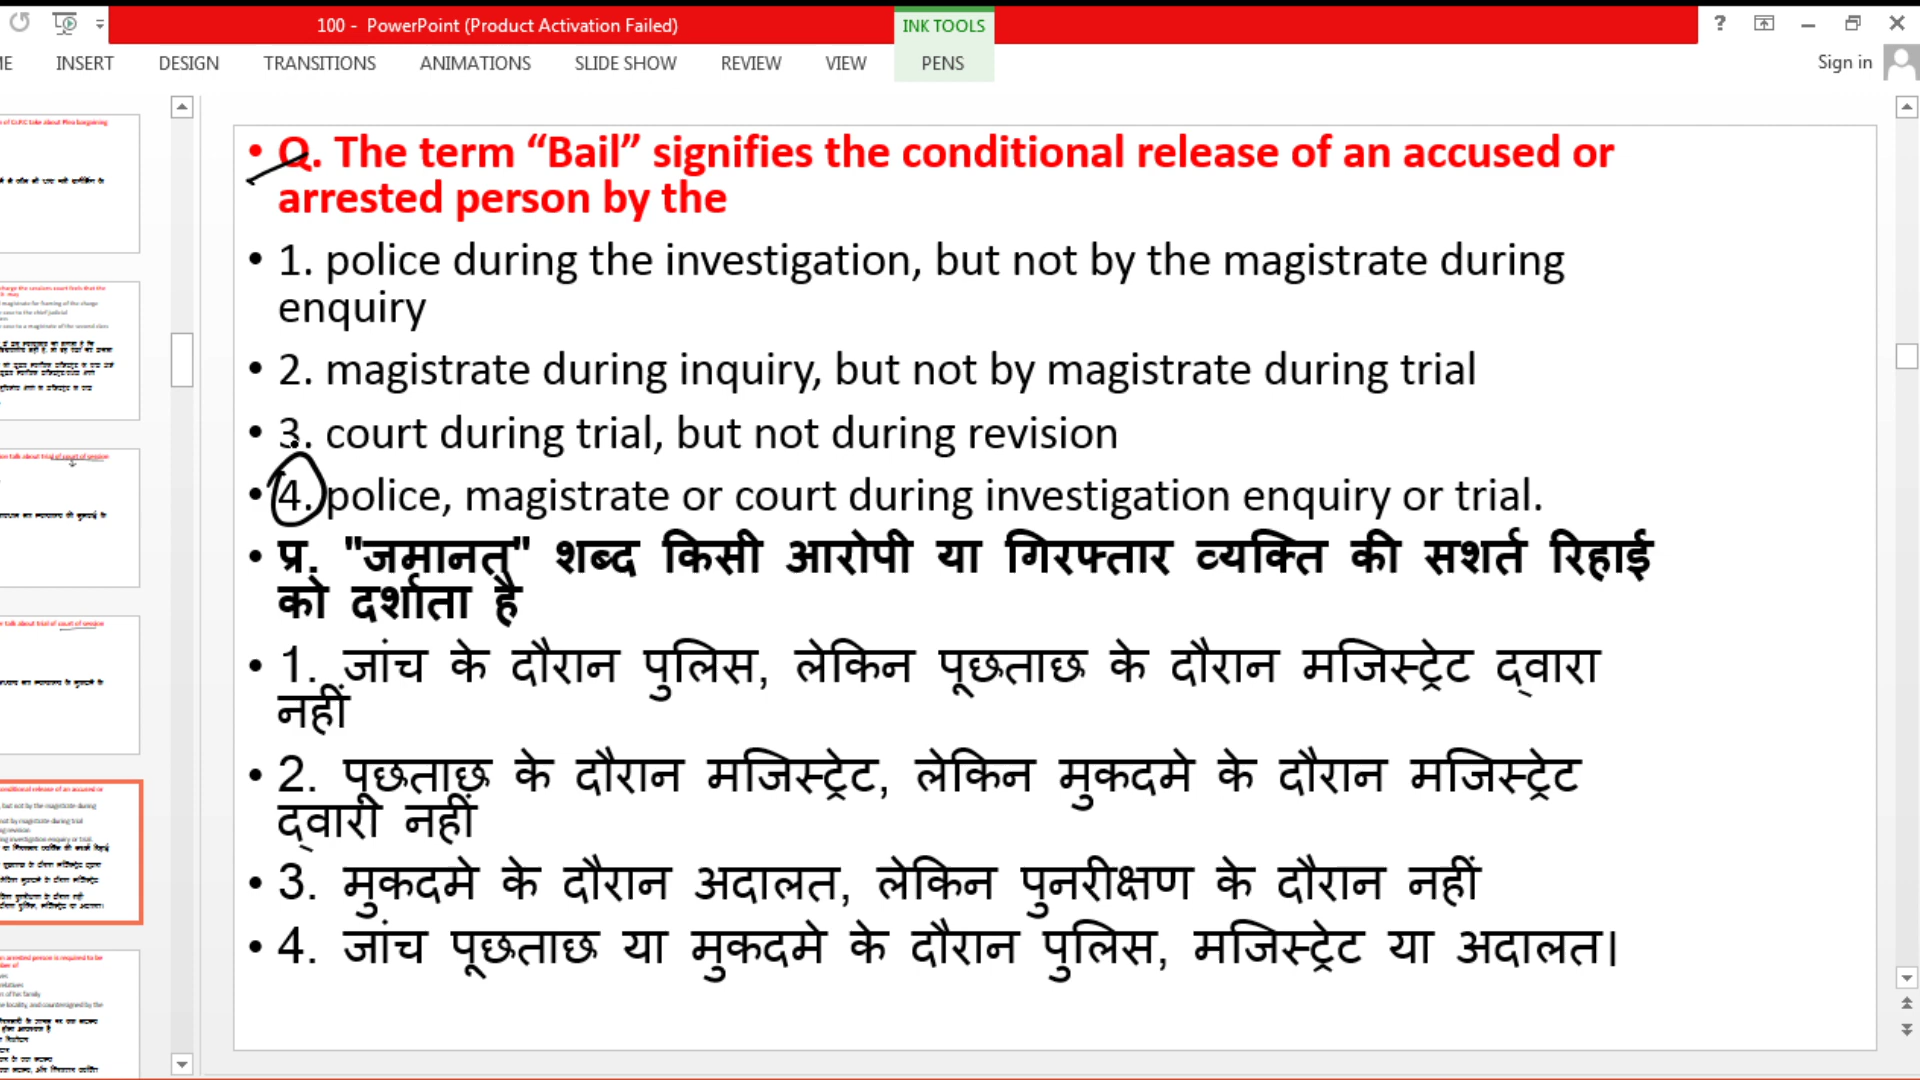 100 - PowerPoint (Product Activation Failed)
INK TOOLS
?
INSERT
DESIGN
TRANSITIONS
ANIMATIONS
SLIDE SHOW
REVIEW
VIEW
PENS
Sign in
• Q. The term “Bail” signifies the conditional release of an accused or
arrested person by the
• 1. police during the investigation, but not by the magistrate during
enquiry
• 2. magistrate during inquiry, but not by magistrate during trial
• 3. court during trial, but not during revision
• 4. police, magistrate or court during investigation enquiry or trial.
• प्र. "जमानत" शब्द किसी आरोपी या गिरफ्तार व्यक्ति की सशर्त रिहाई
को दर्शाता है
• 1. जांच के दौरान पुलिस, लेकिन पूछताछ के दौरान मजिस्ट्रेट द्वारा
नहीं
• 2. पूछताछ के दौरान मजिस्ट्रेट, लेकिन मुकदमे के दौरान मजिस्ट्रेट
द्वारा नहीं
• 3. मुकदमे के दौरान अदालत, लेकिन पुनरीक्षण के दौरान नहीं
• 4. जांच पूछताछ या मुकदमे के दौरान पुलिस, मजिस्ट्रेट या अदालत।